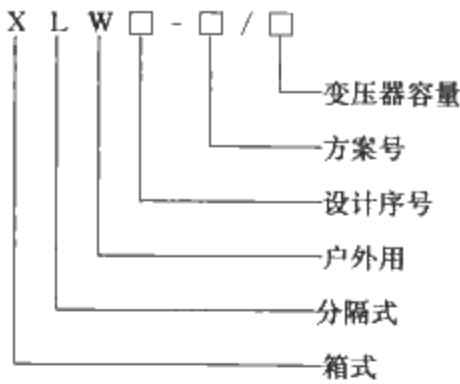 X L W□-□/□
变压器容量
方案号
设计序号
户外用
分隔式
箱式